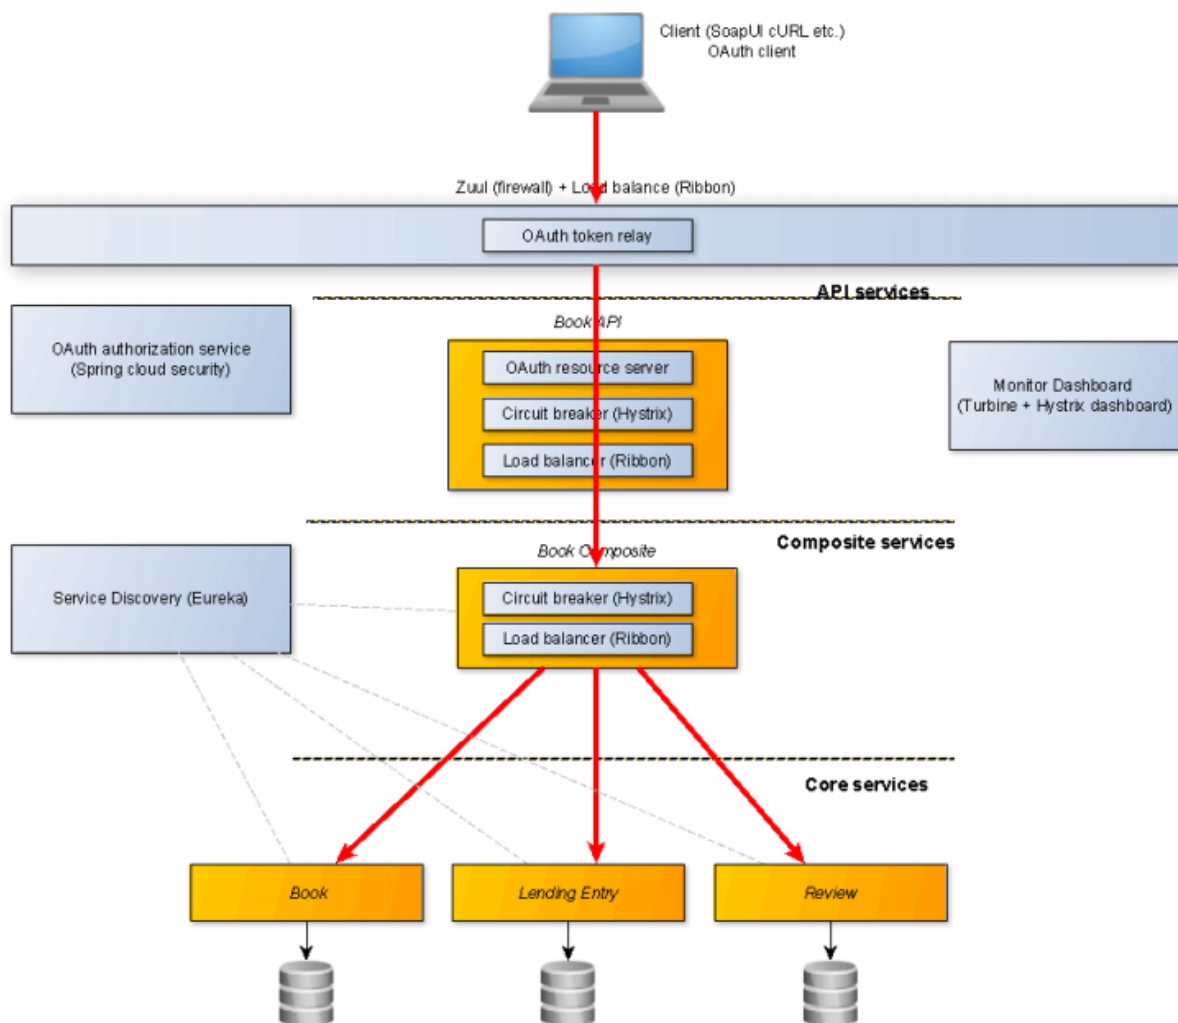 Client (SoapUI cURL etc.)
OAuth client
Zuul (firewall) + Load balance (Ribbon)
OAuth token relay
API services
Book API
OAuth authorization service
(Spring cloud security)
OAuth resource server
Circuit breaker (Hystrix)
Load balancer (Ribbon)
Monitor Dashboard
(Turbine + Hystrix dashboard)
Composite services
Book Composite
Service Discovery (Eureka)
Circuit breaker (Hystrix)
Load balancer (Ribbon)
Core services
Book
Lending Entry
Review